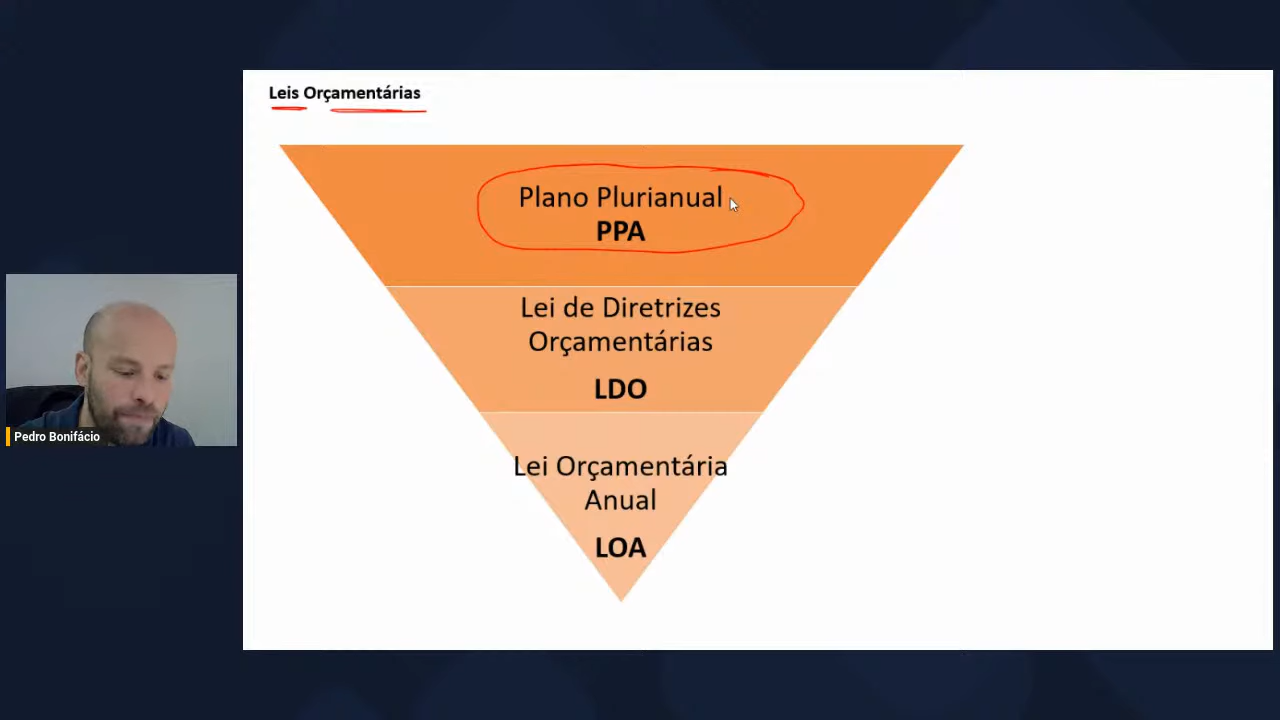 Leis Orçamentárias
Plano Plurianual
PPA
Lei de Diretrizes
Orçamentárias
LDO
Lei Orçamentária
Anual
LOA
Pedro Bonifácio